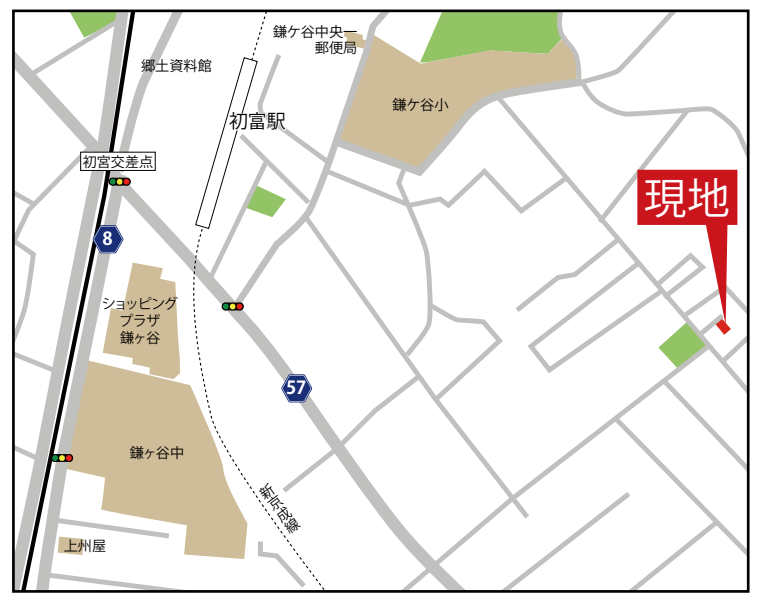 鎌ケ谷中央一
郵便局
郷土資料館
鎌ケ谷小
初富駅
初宮交差点
現地
8
ショッピング
プラザ
鎌ケ谷
57
鎌ヶ谷中
新京成線
上州屋